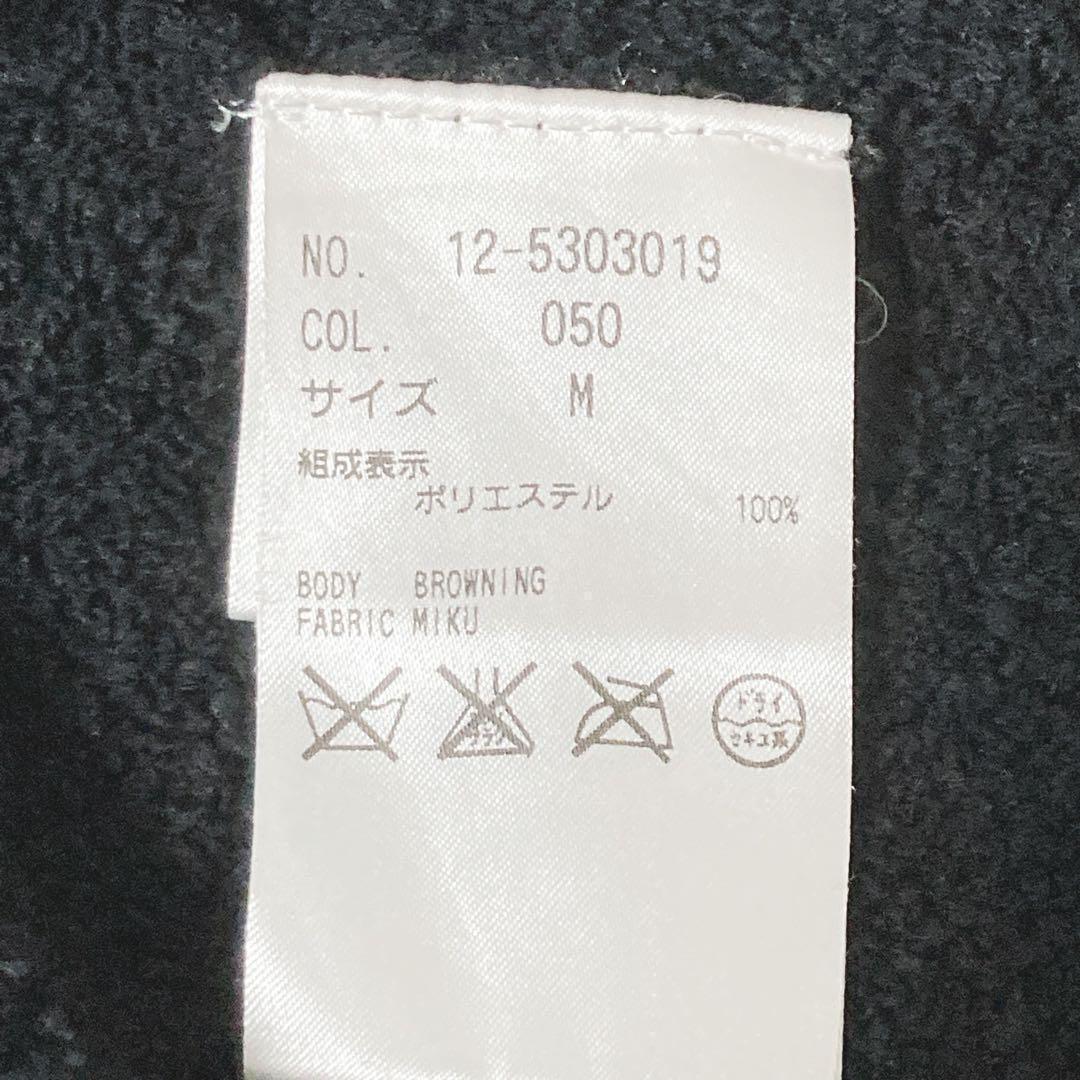 NO. 12-5303019
COL. 050
サイズ M
組成表示
ポリエステル 100%
BODY BROWNING
FABRIC MIKU
ドライ
セキユ系